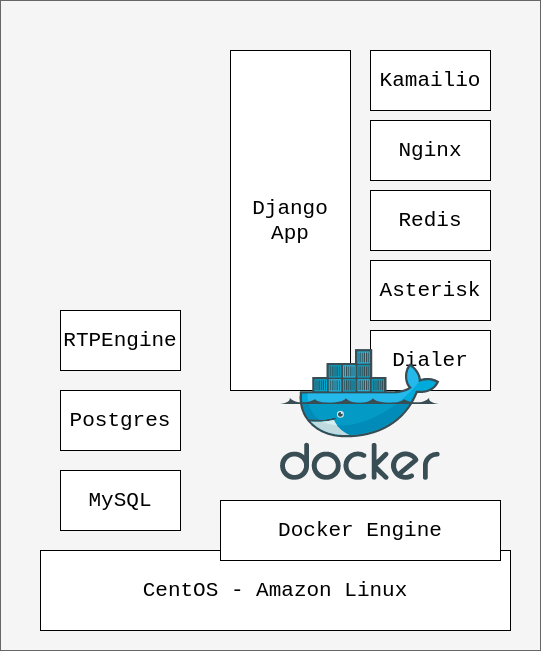 Kamailio
Nginx
Django
App
Redis
Asterisk
RTPEngine
Dialer
Postgres
docker
MySQL
Docker Engine
CentOS - Amazon Linux